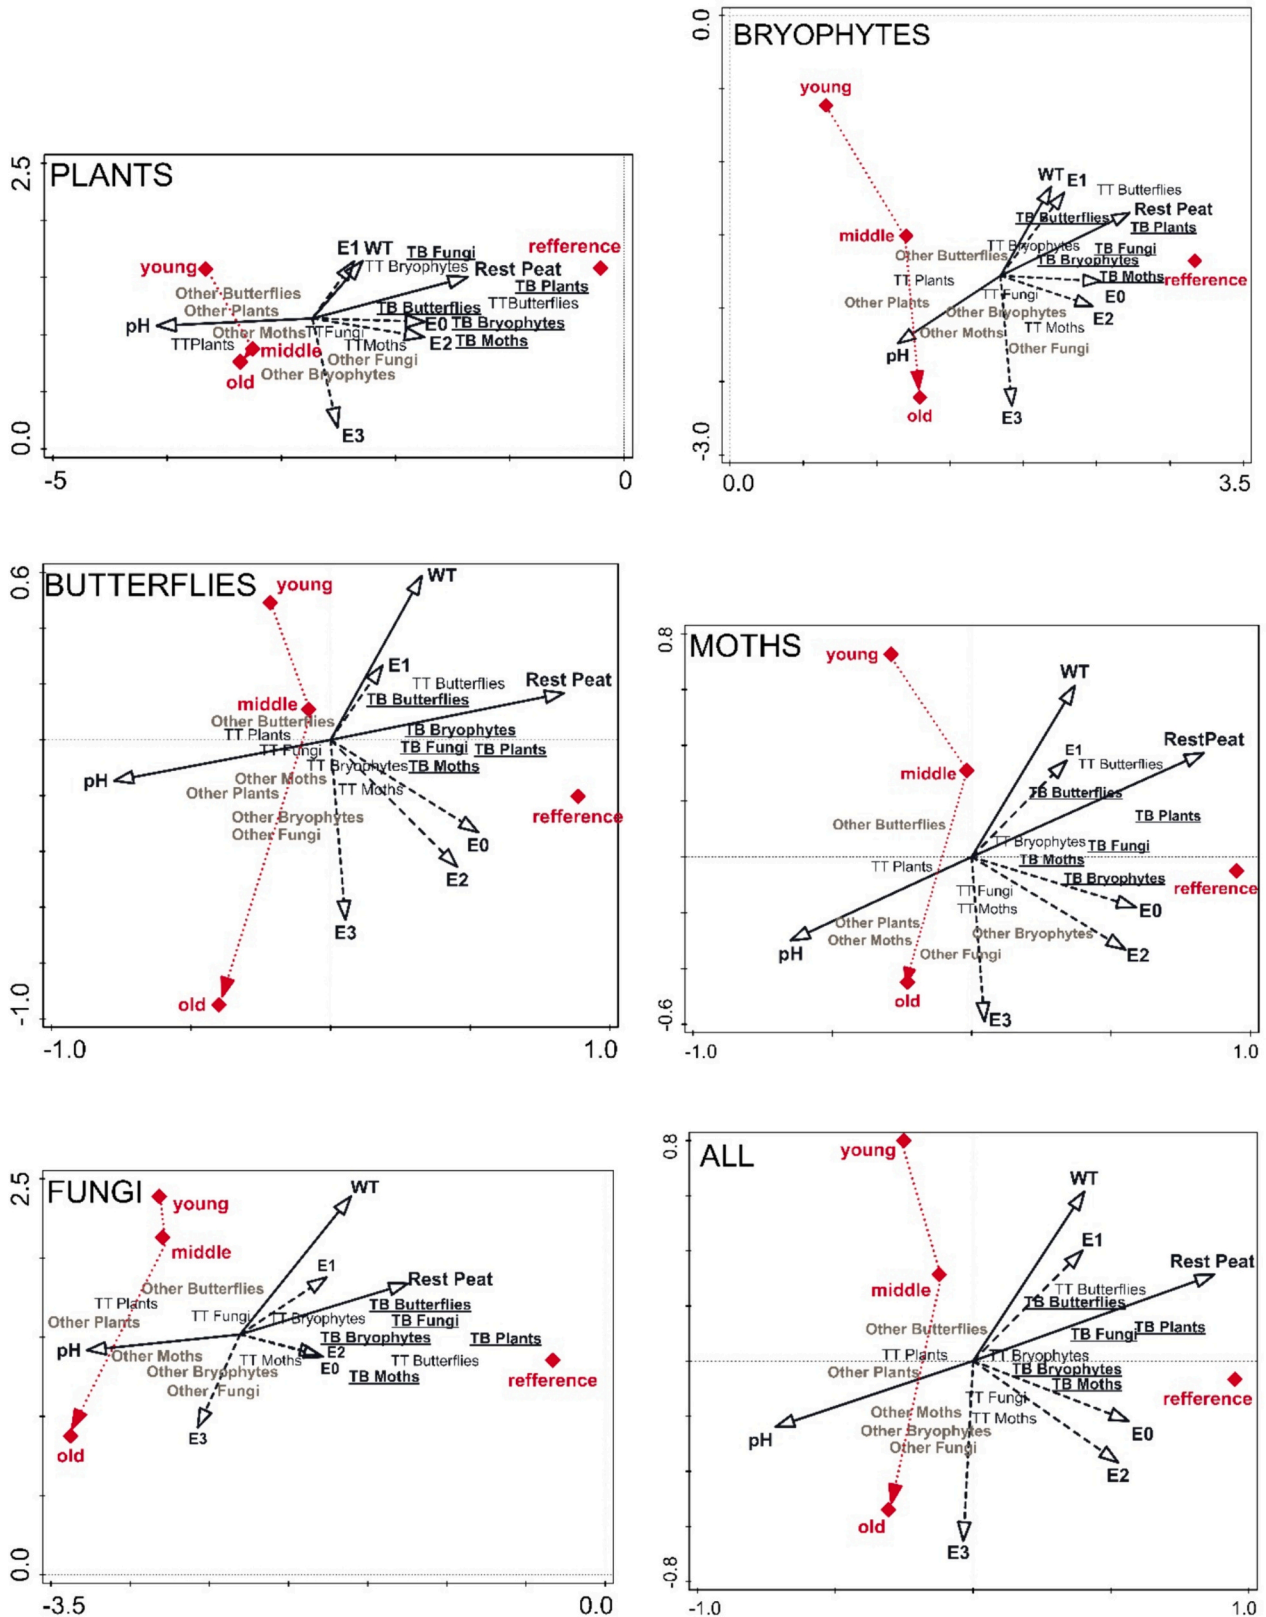 PLANTS
2.5
0.0
-5
0
E1 WT
TB Fungi
refference
young
TT Bryophytes
Rest Peat
Other Butterflies
TB Plants
Other Plants
TB Butterflies
TTButterflies
pH
Other Moths
TTFungi
E0
TB Bryophytes
TTPlants
middle
TTMoths
E2
TB Moths
Other Fungi
old
Other Bryophytes
E3
BRYOPHYTES
0.0
-3.0
0.0
3.5
young
WT
E1
TT Butterflies
Rest Peat
TB Butterflies
TB Plants
middle
TT Bryophytes
TB Fungi
Other Butterflies
TB Bryophytes
TT Plants
TB Moths
refference
Other Plants
TT Fungi
E0
Other Bryophytes
E2
Other Moths
TT Moths
pH
Other Fungi
old
E3
BUTTERFLIES
0.6
-1.0
-1.0
1.0
young
WT
E1
TT Butterflies
Rest Peat
TB Butterflies
middle
Other Butterflies
TT Plants
TB Bryophytes
TT Fungi
TB Fungi
TB Plants
TT Bryophytes
TB Moths
pH
Other Moths
TT Moths
Other Plants
refference
Other Bryophytes
Other Fungi
E0
E2
E3
old
MOTHS
0.8
-0.6
-1.0
1.0
young
WT
RestPeat
E1
TT Butterflies
middle
TB Butterflies
TB Plants
Other Butterflies
TT Bryophytes
TB Fungi
TT Plants
TB Moths
TB Bryophytes
refference
TT Fungi
TT Moths
E0
Other Plants
Other Bryophytes
Other Moths
pH
Other Fungi
E2
old
E3
FUNGI
2.5
0.0
-3.5
0.0
young
WT
middle
E1
Rest Peat
Other Butterflies
TT Plants
TB Butterflies
Other Plants
TT Fungi
TT Bryophytes
TB Fungi
TB Bryophytes
TB Plants
pH
Other Moths
E2
TT Moths
E0
TT Butterflies
Other Bryophytes
TB Moths
refference
Other Fungi
E3
old
ALL
0.8
-0.8
-1.0
1.0
young
WT
E1
Rest Peat
middle
TT Butterflies
TB Butterflies
Other Butterflies
TB Fungi
TB Plants
TT Plants
TT Bryophytes
Other Plants
TB Bryophytes
TB Moths
refference
TT Fungi
Other Moths
TT Moths
pH
Other Bryophytes
E0
Other Fungi
E2
old
E3